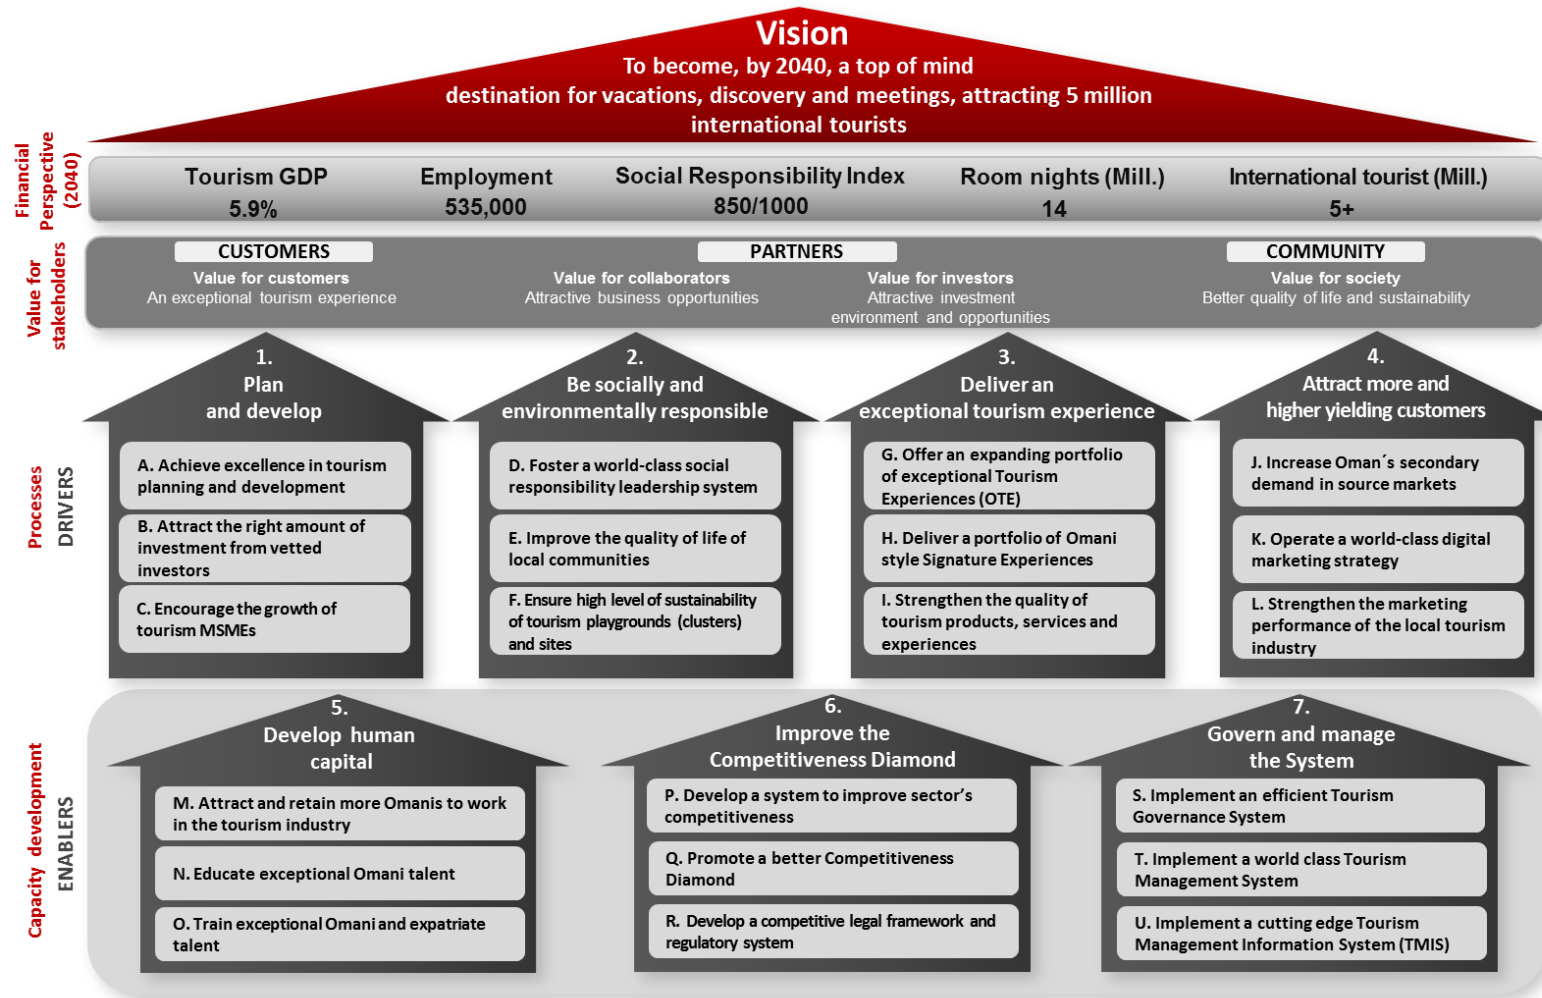 Vision
To become, by 2040, a top of mind
destination for vacations, discovery and meetings, attracting 5 million
international tourists
Financial
Perspective
(2040)
Tourism GDP
5.9%
Employment
535,000
Social Responsibility Index
850/1000
Room nights (Mill.)
14
International tourist (Mill.)
5+
Value for
stakeholders
CUSTOMERS
Value for customers
An exceptional tourism experience
PARTNERS
Value for collaborators
Attractive business opportunities
Value for investors
Attractive investment
environment and opportunities
COMMUNITY
Value for society
Better quality of life and sustainability
Processes
DRIVERS
1.
Plan
and develop
A. Achieve excellence in tourism
planning and development
B. Attract the right amount of
investment from vetted
investors
C. Encourage the growth of
tourism MSMEs
2.
Be socially and
environmentally responsible
D. Foster a world-class social
responsibility leadership system
E. Improve the quality of life of
local communities
F. Ensure high level of sustainability
of tourism playgrounds (clusters)
and sites
3.
Deliver an
exceptional tourism experience
G. Offer an expanding portfolio
of exceptional Tourism
Experiences (OTE)
H. Deliver a portfolio of Omani
style Signature Experiences
I. Strengthen the quality of
tourism products, services and
experiences
4.
Attract more and
higher yielding customers
J. Increase Oman´s secondary
demand in source markets
K. Operate a world-class digital
marketing strategy
L. Strengthen the marketing
performance of the local tourism
industry
Capacity development
ENABLERS
5.
Develop human
capital
M. Attract and retain more Omanis to work
in the tourism industry
N. Educate exceptional Omani talent
O. Train exceptional Omani and expatriate
talent
6.
Improve the
Competitiveness Diamond
P. Develop a system to improve sector's
competitiveness
Q. Promote a better Competitiveness
Diamond
R. Develop a competitive legal framework and
regulatory system
7.
Govern and manage
the System
S. Implement an efficient Tourism
Governance System
T. Implement a world class Tourism
Management System
U. Implement a cutting edge Tourism
Management Information System (TMIS)